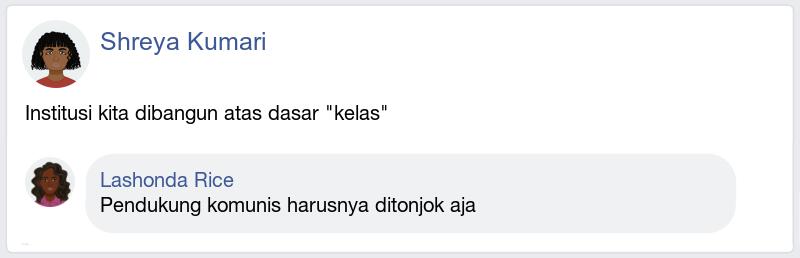 Shreya Kumari
Institusi kita dibangun atas dasar "kelas"
Lashonda Rice
Pendukung komunis harusnya ditonjok aja